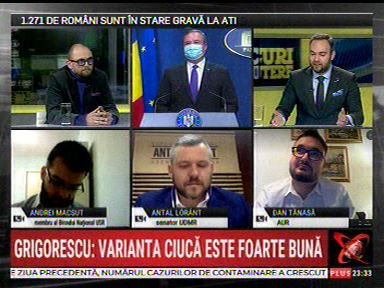 1.271 DE ROMÂNI SUNT ÎN STARE GRAVĂ LA ATI
ANDREI MACSUT
membru al Biroului Național USR
ANTAL LÓRÁNT
senator UDMR
DAN TĂNASĂ
AUR
GRIGORESCU: VARIANTA CIUCĂ ESTE FOARTE BUNĂ
E ZIUA PRECEDENTĂ, NUMĂRUL CAZURILOR DE CONTAMINARE A CRESCUT
PLUS 23:33